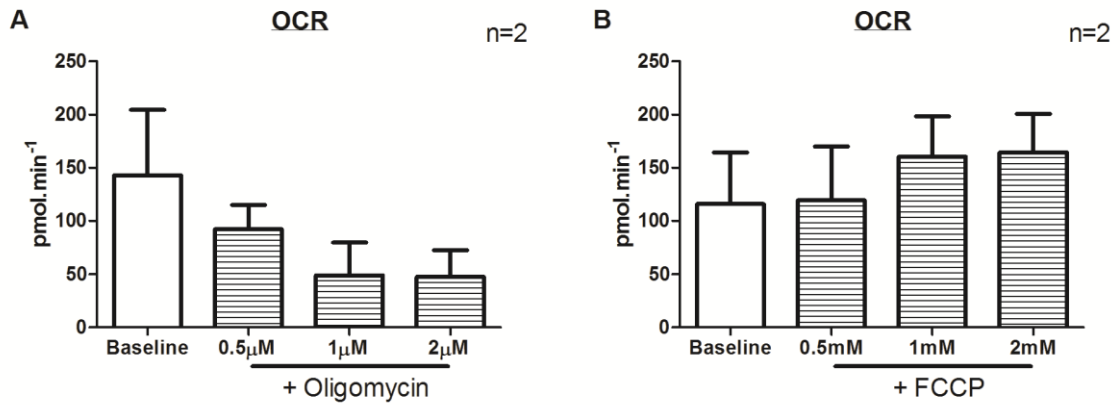 A
OCR
n=2
pmol.min⁻¹
250
200
150
100
50
0
Baseline 0.5µM 1µM 2µM
+ Oligomycin
B
OCR
n=2
pmol.min⁻¹
250
200
150
100
50
0
Baseline 0.5mM 1mM 2mM
+ FCCP